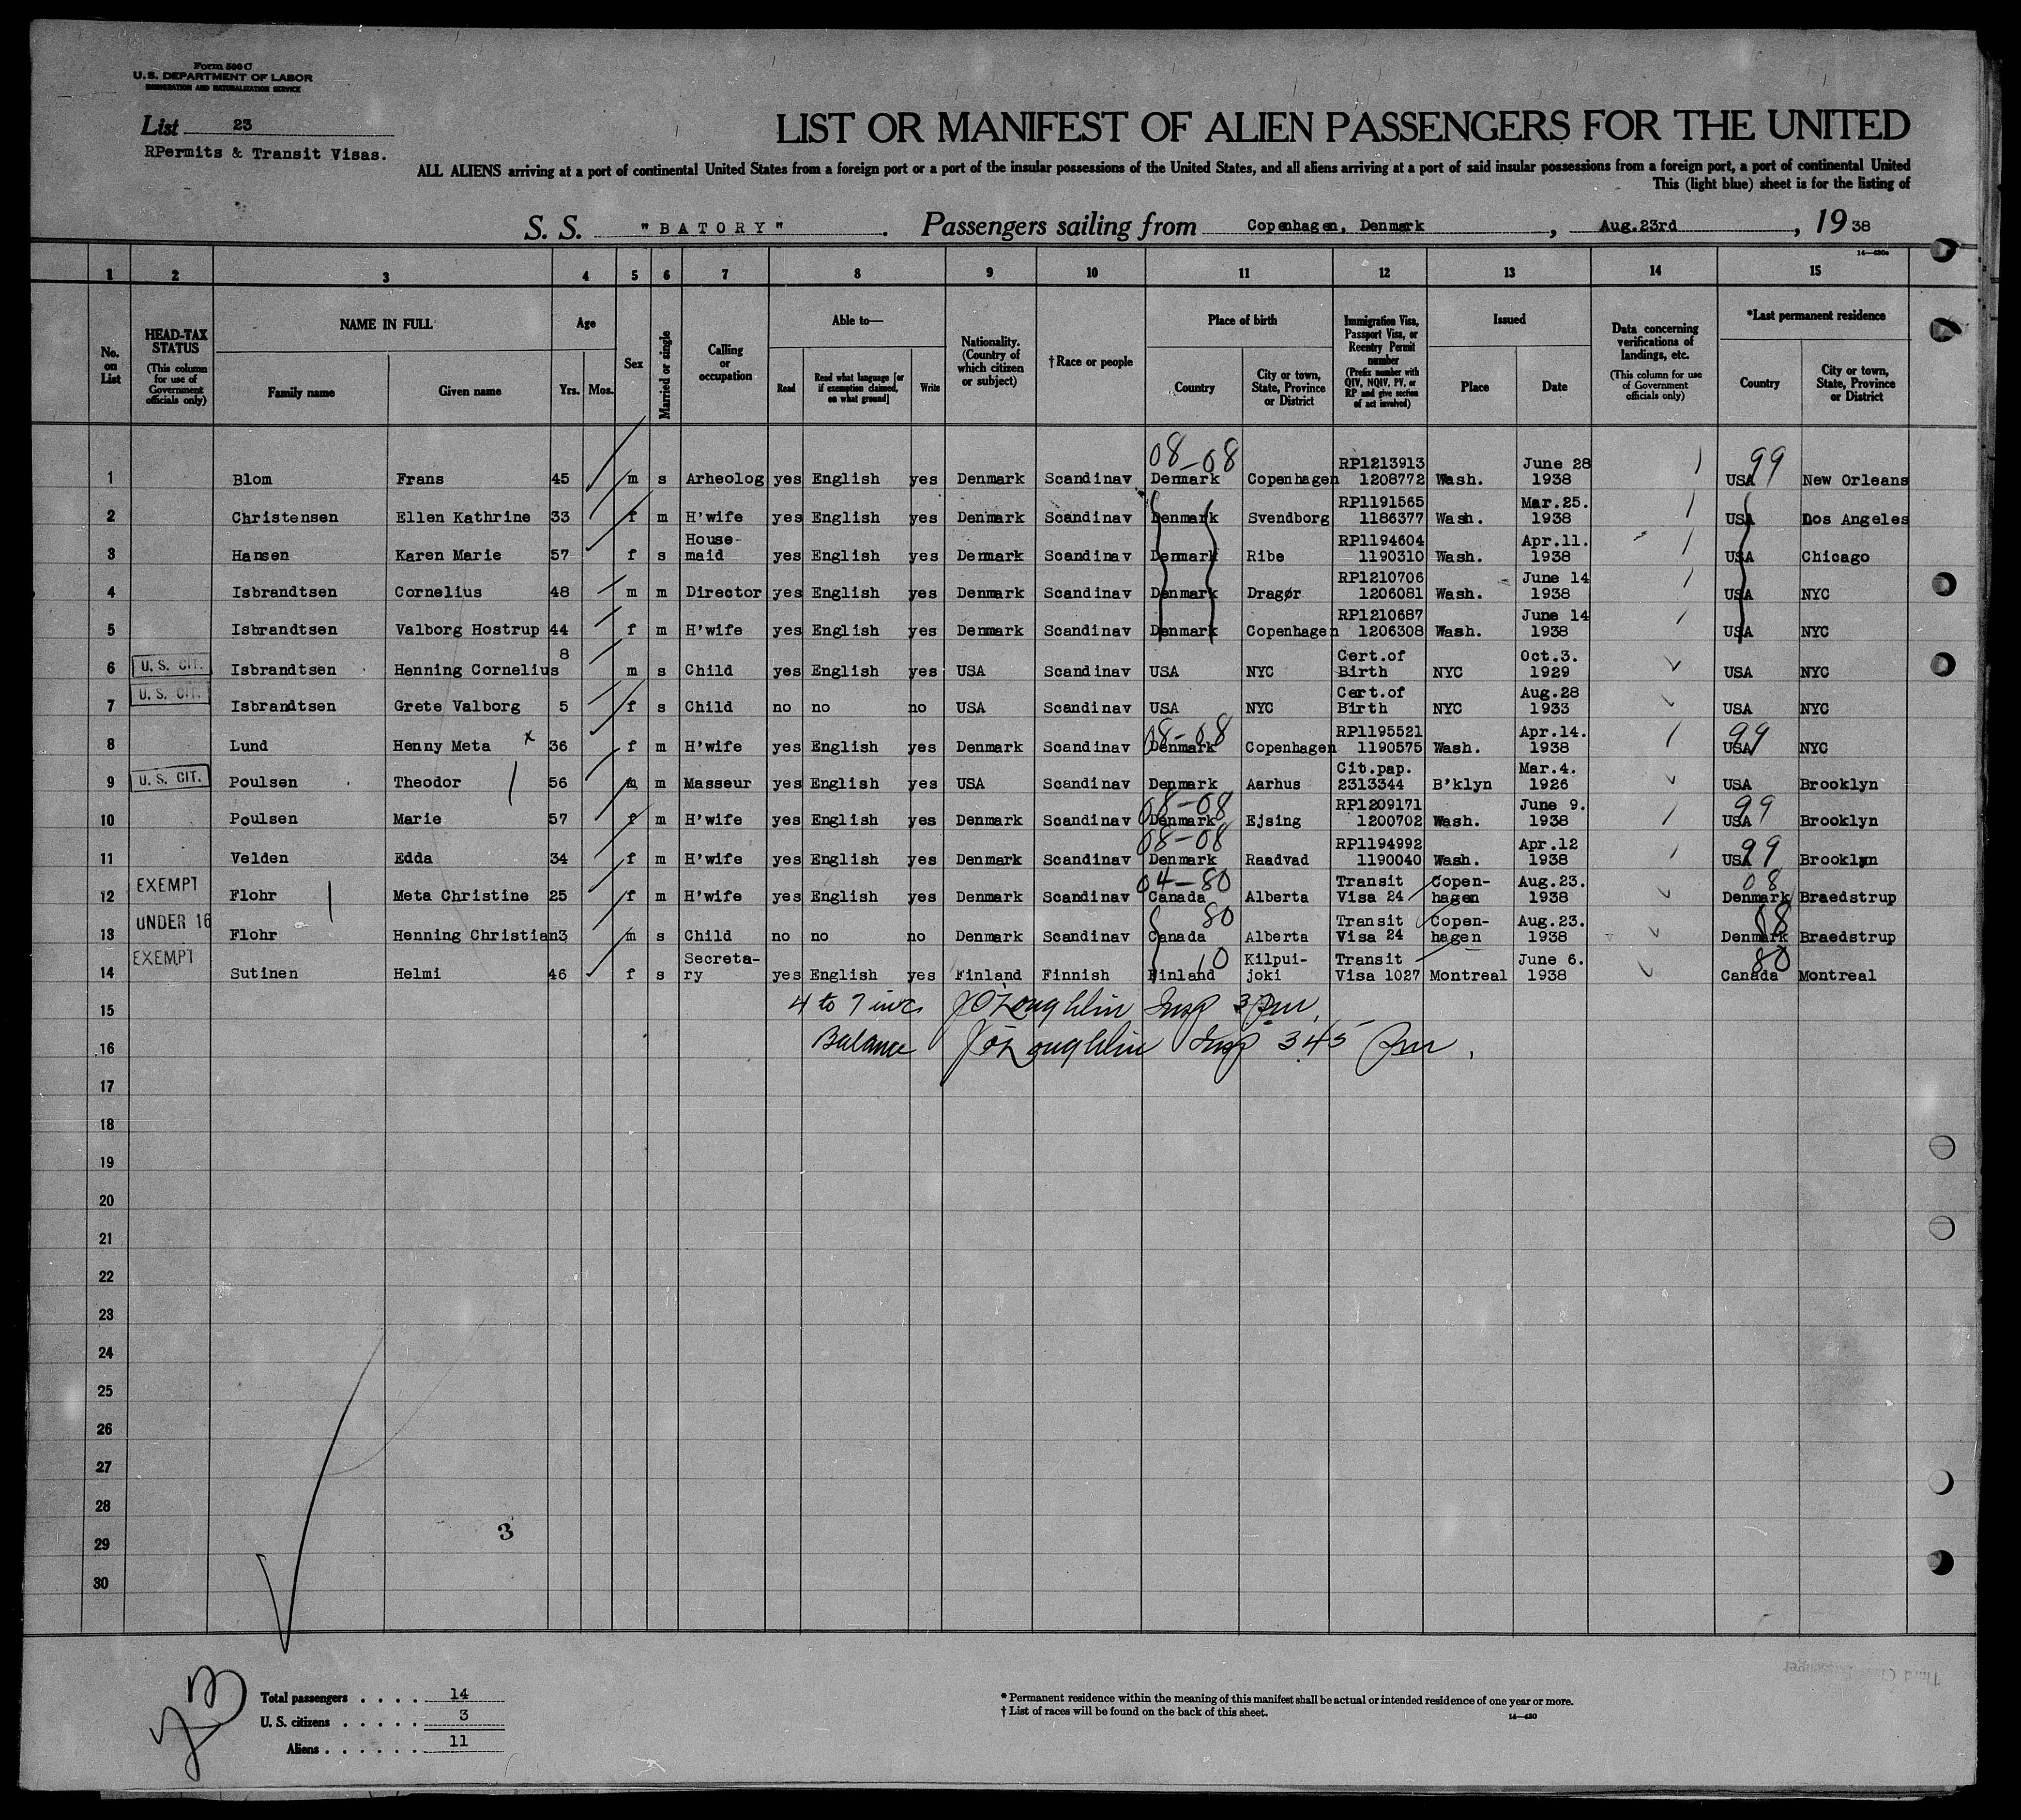 Form 500 C
U.S. DEPARTMENT OF LABOR
IMMIGRATION AND NATURALIZATION SERVICE
List 23
RPermits & Transit Visas.
LIST OR MANIFEST OF ALIEN PASSENGERS FOR THE UNITED
ALL ALIENS arriving at a port of continental United States from a foreign port or a port of the insular possessions of the United States, and all aliens arriving at a port of said insular possessions from a foreign port, a port of continental United
This (light blue) sheet is for the listing of
S. S. "BATORY". Passengers sailing from Copenhagen, Denmark, Aug.23rd, 19 38
14—430a
1 2 3 4 5 6 7 8 9 10 11 12 13 14 15
No. on List
HEAD-TAX STATUS (This column for use of Government officials only)
NAME IN FULL
Family name Given name
Age
Yrs. Mos.
Sex
Married or single
Calling or occupation
Able to—
Read Read what language [or if exemption claimed, on what ground] Write
Nationality. (Country of which citizen or subject)
† Race or people
Place of birth
Country City or town, State, Province or District
Immigration Visa, Passport Visa, or Reentry Permit number (Prefix number with QIV, NQIV, PV, or RP and give section of act involved)
Issued
Place Date
Data concerning verifications of landings, etc. (This column for use of Government officials only)
*Last permanent residence
Country City or town, State, Province or District
08-08 99
1 Blom Frans 45 m s Arheolog yes English yes Denmark Scandinav Denmark Copenhagen RP1213913 1208772 Wash. June 28 1938 USA New Orleans
2 Christensen Ellen Kathrine 33 f m H'wife yes English yes Denmark Scandinav Denmark Svendborg RP1191565 1186377 Wash. Mar.25. 1938 USA Los Angeles
3 Hansen Karen Marie 57 f s House-maid yes English yes Denmark Scandinav Denmark Ribe RP1194604 1190310 Wash. Apr.11. 1938 USA Chicago
4 Isbrandtsen Cornelius 48 m m Director yes English yes Denmark Scandinav Denmark Dragør RP1210706 1206081 Wash. June 14 1938 USA NYC
5 Isbrandtsen Valborg Hostrup 44 f m H'wife yes English yes Denmark Scandinav Denmark Copenhagen RP1210687 1206308 Wash. June 14 1938 USA NYC
6 U. S. CIT. Isbrandtsen Henning Cornelius 8 m s Child yes English yes USA Scandinav USA NYC Cert.of Birth NYC Oct.3. 1929 USA NYC
7 U. S. CIT. Isbrandtsen Grete Valborg 5 f s Child no no no USA Scandinav USA NYC Cert.of Birth NYC Aug.28 1933 USA NYC
08-08 99
8 Lund Henny Meta x 36 f m H'wife yes English yes Denmark Scandinav Denmark Copenhagen RP1195521 1190575 Wash. Apr.14. 1938 USA NYC
9 U. S. CIT. Poulsen Theodor 56 m m Masseur yes English yes USA Scandinav Denmark Aarhus Cit.pap. 2313344 B'klyn Mar.4. 1926 USA Brooklyn
08-08 99
10 Poulsen Marie 57 f m H'wife yes English yes Denmark Scandinav Denmark Ejsing RP1209171 1200702 Wash. June 9. 1938 USA Brooklyn
08-08 99
11 Velden Edda 34 f m H'wife yes English yes Denmark Scandinav Denmark Raadvad RP1194992 1190040 Wash. Apr.12 1938 USA Brooklyn
04-80 08
12 EXEMPT Flohr Meta Christine 25 f m H'wife yes English yes Denmark Scandinav Canada Alberta Transit Visa 24 Copen-hagen Aug.23. 1938 Denmark Braedstrup
80 08
13 UNDER 16 Flohr Henning Christian 3 m s Child no no no Denmark Scandinav Canada Alberta Transit Visa 24 Copen-hagen Aug.23. 1938 Denmark Braedstrup
10 80
14 EXEMPT Sutinen Helmi 46 f s Secreta-ry yes English yes Finland Finnish Finland Kilpui-joki Transit Visa 1027 Montreal June 6. 1938 Canada Montreal
15 4 to 7 inc J O'Loughlin Insp 3 Pm,
16 Balance J O'Loughlin Insp 345 Pm,
17
18
19
20
21
22
23
24
25
26
27
28
29
30
3
Total passengers . . . . 14
U. S. citizens . . . . . 3
Aliens . . . . . . 11
* Permanent residence within the meaning of this manifest shall be actual or intended residence of one year or more.
† List of races will be found on the back of this sheet.
14—430